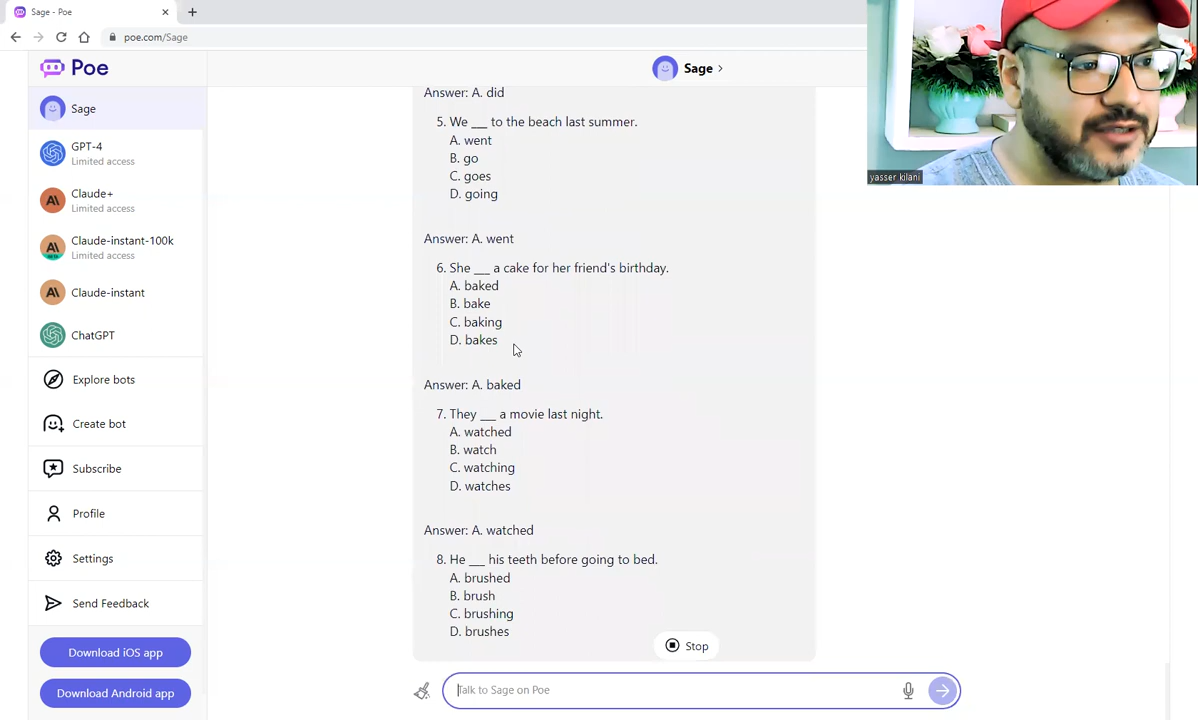 Sage - Poe
poe.com/Sage
Poe
Sage
Sage
GPT-4
Limited access
Claude+
Limited access
Claude-instant-100k
Limited access
Claude-instant
ChatGPT
Explore bots
Create bot
Subscribe
Profile
Settings
Send Feedback
Download iOS app
Download Android app
Answer: A. did
5. We ___ to the beach last summer.
A. went
B. go
C. goes
D. going
Answer: A. went
6. She ___ a cake for her friend's birthday.
A. baked
B. bake
C. baking
D. bakes
Answer: A. baked
7. They ___ a movie last night.
A. watched
B. watch
C. watching
D. watches
Answer: A. watched
8. He ___ his teeth before going to bed.
A. brushed
B. brush
C. brushing
D. brushes
Stop
Talk to Sage on Poe
yasser kilani